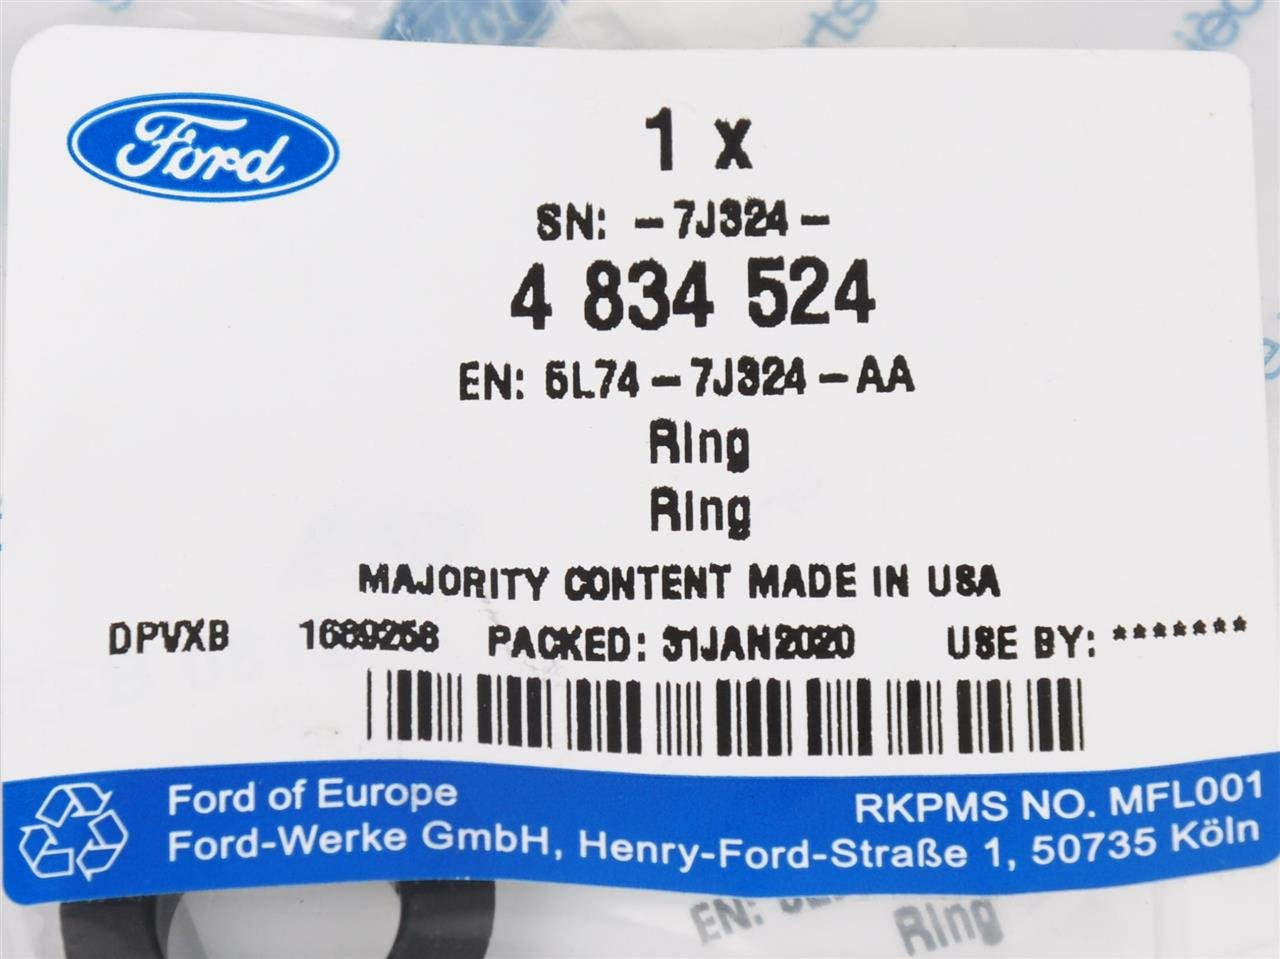 Ford
1 x
SN: -7J324-
4 834 524
EN: 5L74-7J324-AA
Ring
Ring
MAJORITY CONTENT MADE IN USA
DPVXB 1689258 PACKED: 31JAN2020 USE BY: *******
Ford of Europe
RKPMS NO. MFL001
Ford-Werke GmbH, Henry-Ford-Straße 1, 50735 Köln
EN:
Ring